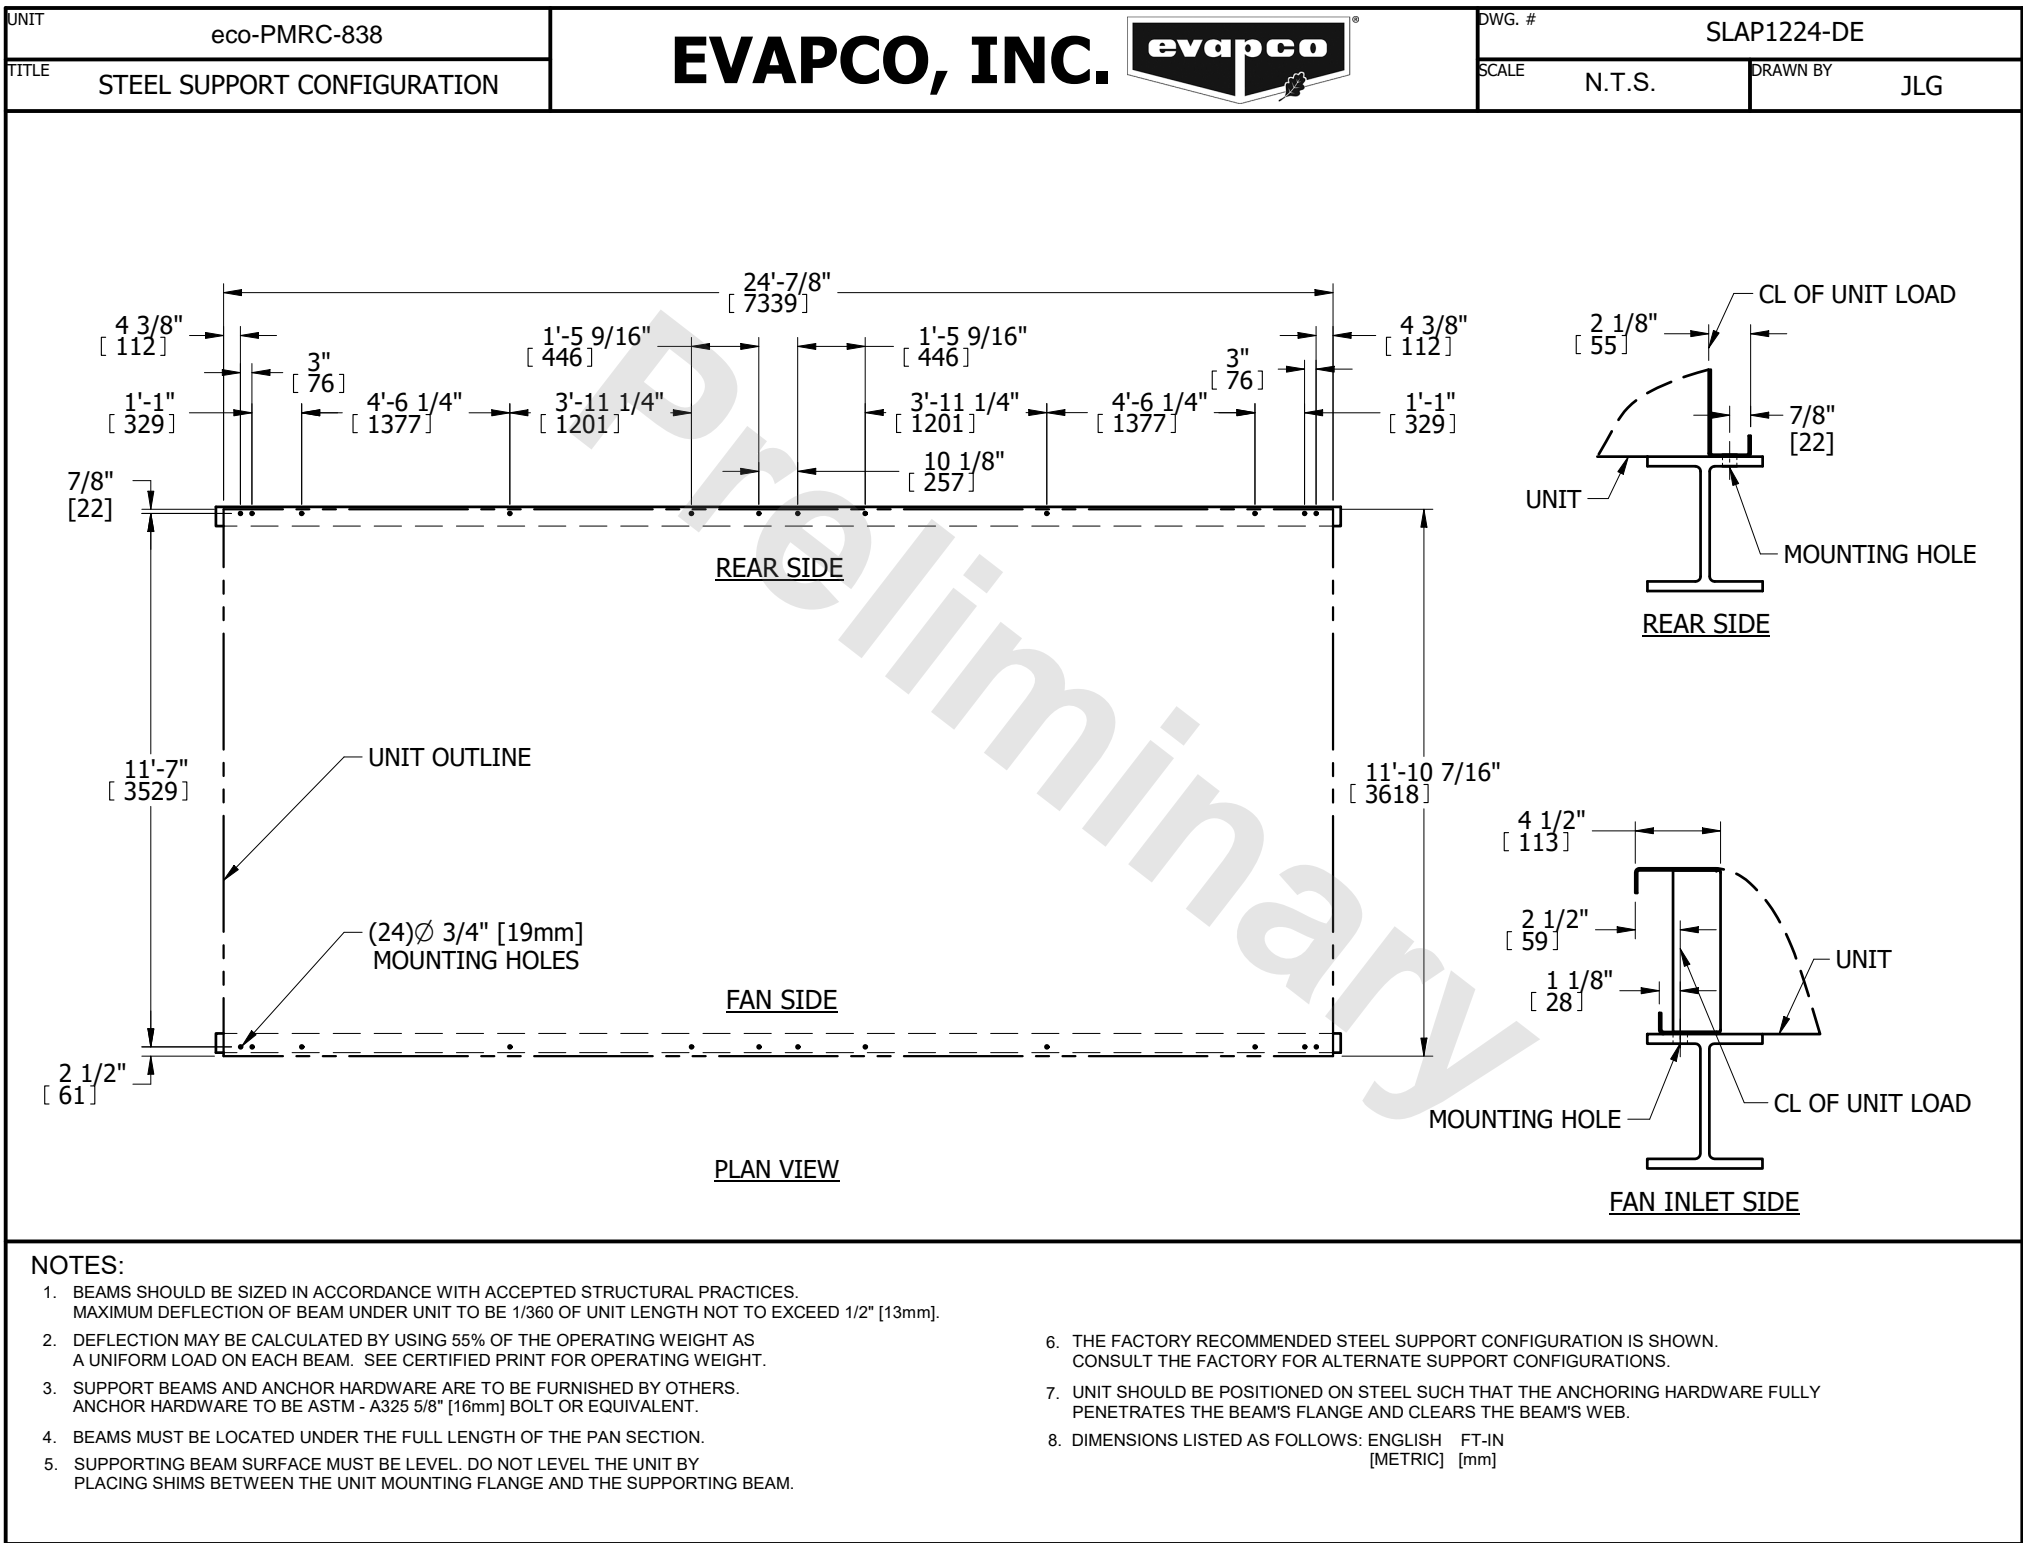 UNIT
eco-PMRC-838
TITLE
STEEL SUPPORT CONFIGURATION
EVAPCO, INC.
evapco
®
DWG. #
SLAP1224-DE
SCALE
N.T.S.
DRAWN BY
JLG
24'-7/8"
[ 7339]
4 3/8"
[ 112]
3"
[ 76]
1'-5 9/16"
[ 446]
1'-5 9/16"
[ 446]
3"
[ 76]
4 3/8"
[ 112]
1'-1"
[ 329]
4'-6 1/4"
[ 1377]
3'-11 1/4"
[ 1201]
3'-11 1/4"
[ 1201]
4'-6 1/4"
[ 1377]
1'-1"
[ 329]
10 1/8"
[ 257]
7/8"
[22]
REAR SIDE
UNIT OUTLINE
11'-7"
[ 3529]
11'-10 7/16"
[ 3618]
(24)Ø 3/4" [19mm]
MOUNTING HOLES
FAN SIDE
2 1/2"
[ 61]
PLAN VIEW
Preliminary
CL OF UNIT LOAD
2 1/8"
[ 55]
7/8"
[22]
UNIT
MOUNTING HOLE
REAR SIDE
4 1/2"
[ 113]
2 1/2"
[ 59]
1 1/8"
[ 28]
UNIT
CL OF UNIT LOAD
MOUNTING HOLE
FAN INLET SIDE
NOTES:
1. BEAMS SHOULD BE SIZED IN ACCORDANCE WITH ACCEPTED STRUCTURAL PRACTICES.
MAXIMUM DEFLECTION OF BEAM UNDER UNIT TO BE 1/360 OF UNIT LENGTH NOT TO EXCEED 1/2" [13mm].
2. DEFLECTION MAY BE CALCULATED BY USING 55% OF THE OPERATING WEIGHT AS
A UNIFORM LOAD ON EACH BEAM. SEE CERTIFIED PRINT FOR OPERATING WEIGHT.
3. SUPPORT BEAMS AND ANCHOR HARDWARE ARE TO BE FURNISHED BY OTHERS.
ANCHOR HARDWARE TO BE ASTM - A325 5/8" [16mm] BOLT OR EQUIVALENT.
4. BEAMS MUST BE LOCATED UNDER THE FULL LENGTH OF THE PAN SECTION.
5. SUPPORTING BEAM SURFACE MUST BE LEVEL. DO NOT LEVEL THE UNIT BY
PLACING SHIMS BETWEEN THE UNIT MOUNTING FLANGE AND THE SUPPORTING BEAM.
6. THE FACTORY RECOMMENDED STEEL SUPPORT CONFIGURATION IS SHOWN.
CONSULT THE FACTORY FOR ALTERNATE SUPPORT CONFIGURATIONS.
7. UNIT SHOULD BE POSITIONED ON STEEL SUCH THAT THE ANCHORING HARDWARE FULLY
PENETRATES THE BEAM'S FLANGE AND CLEARS THE BEAM'S WEB.
8. DIMENSIONS LISTED AS FOLLOWS: ENGLISH FT-IN
[METRIC] [mm]